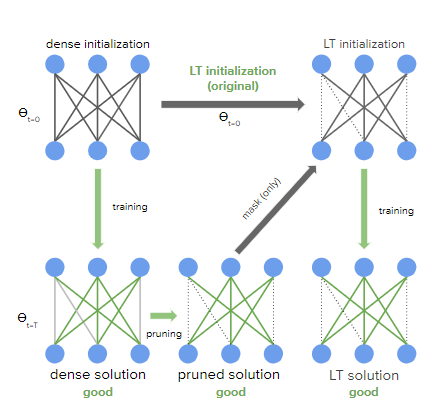 dense initialization
LT initialization
LT initialization
(original)
Θt=0
Θt=0
mask (only)
training
training
Θt=T
pruning
dense solution
pruned solution
LT solution
good
good
good